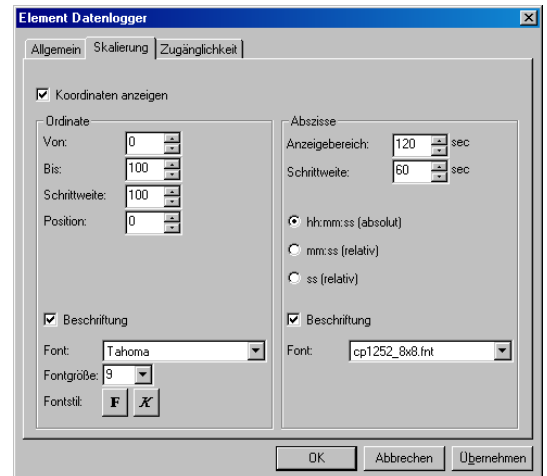 Element Datenlogger
Allgemein Skalierung Zugänglichkeit
Koordinaten anzeigen
Ordinate
Von: 0
Bis: 100
Schrittweite: 100
Position: 0
Beschriftung
Font: Tahoma
Fontgröße: 9
Fontstil: F K
Abszisse
Anzeigebereich: 120 sec
Schrittweite: 60 sec
hh:mm:ss (absolut)
mm:ss (relativ)
ss (relativ)
Beschriftung
Font: cp1252_8x8.fnt
OK Abbrechen Übernehmen